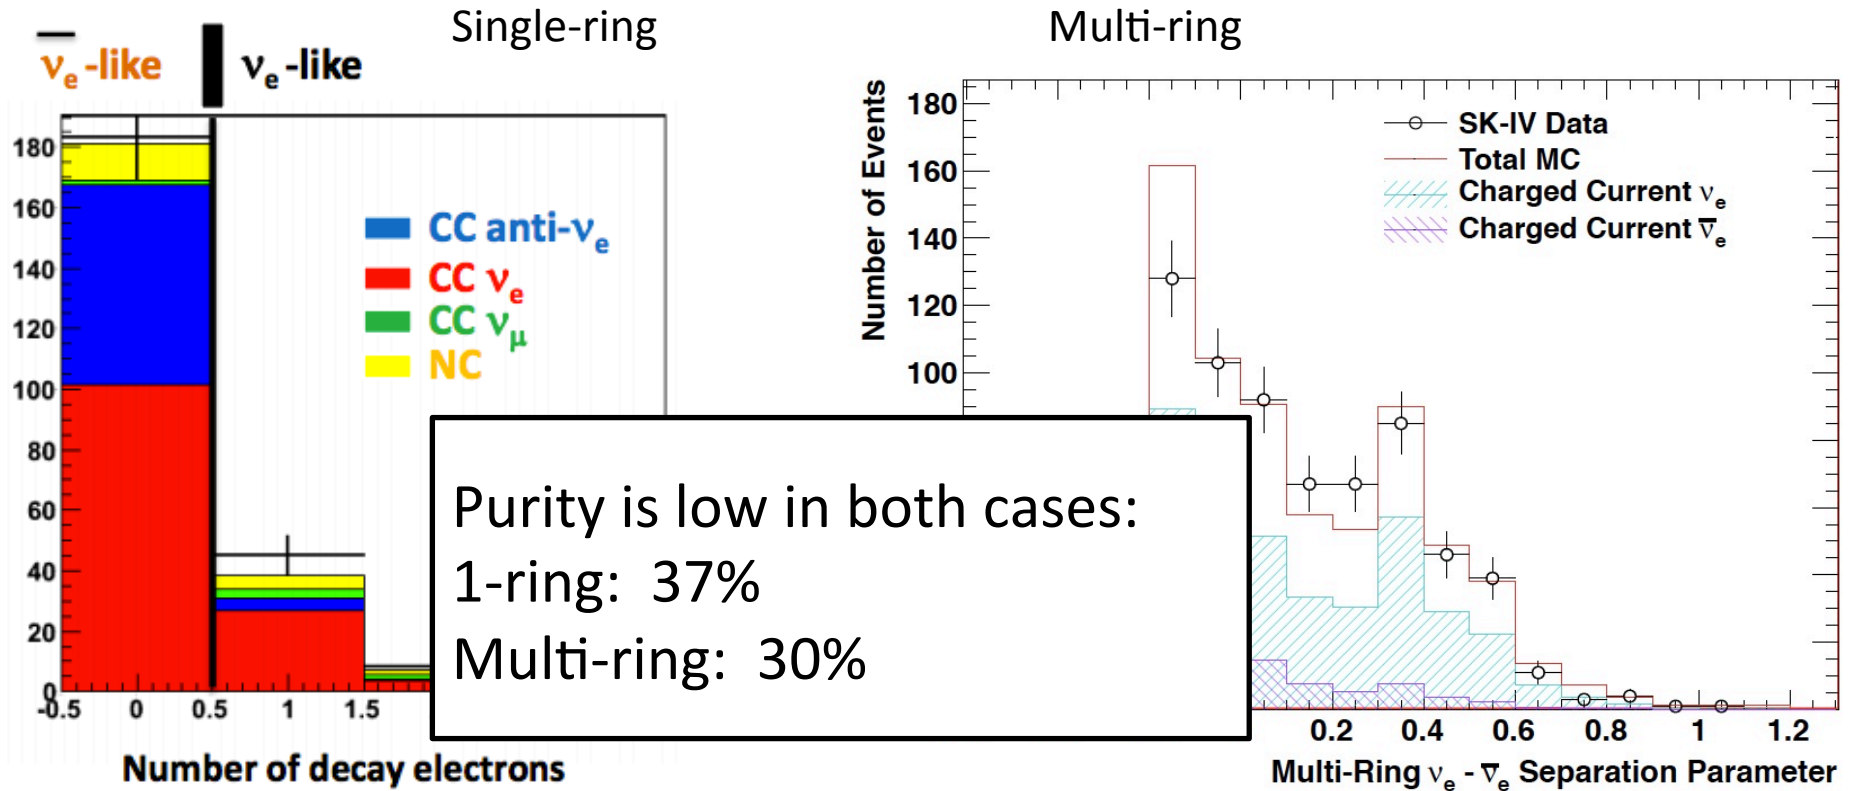 Single-ring
Multi-ring
ν̅e -like
νe -like
180
160
140
120
100
80
60
40
20
0
-0.5
0
0.5
1
1.5
Number of decay electrons
CC anti-νe
CC νe
CC νμ
NC
Number of Events
180
160
140
120
100
SK-IV Data
Total MC
Charged Current νe
Charged Current ν̅e
Purity is low in both cases:
1-ring: 37%
Multi-ring: 30%
0.2
0.4
0.6
0.8
1
1.2
Multi-Ring νe - ν̅e Separation Parameter